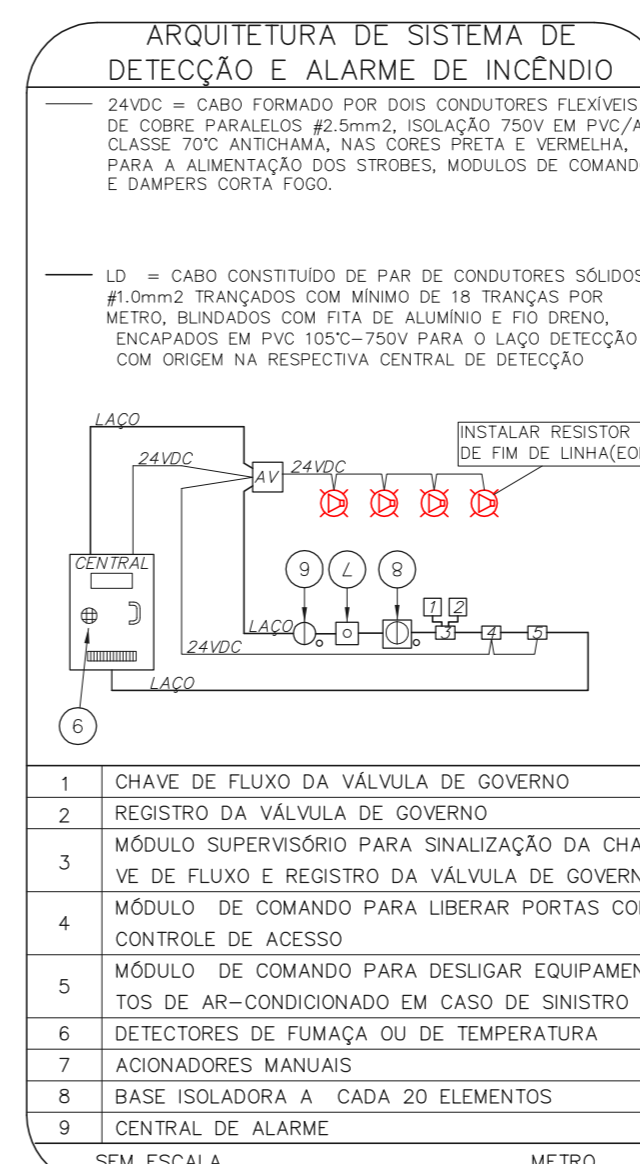 ARQUITETURA DE SISTEMA DE
DETECÇÃO E ALARME DE INCÊNDIO
24VDC = CABO FORMADO POR DOIS CONDUTORES FLEXÍVEIS
DE COBRE PARALELOS #2.5mm2, ISOLAÇÃO 750V EM PVC/A
CLASSE 70°C ANTICHAMA, NAS CORES PRETA E VERMELHA,
PARA A ALIMENTAÇÃO DOS STROBES, MODULOS DE COMAND
E DAMPERS CORTA FOGO.
LD = CABO CONSTITUÍDO DE PAR DE CONDUTORES SÓLIDOS
#1.0mm2 TRANÇADOS COM MÍNIMO DE 18 TRANÇAS POR
METRO, BLINDADOS COM FITA DE ALUMÍNIO E FIO DRENO,
ENCAPADOS EM PVC 105°C-750V PARA O LAÇO DETECÇÃO
COM ORIGEM NA RESPECTIVA CENTRAL DE DETECÇÃO
LAÇO
INSTALAR RESISTOR
DE FIM DE LINHA(EO
24VDC
24VDC
AV
CENTRAL
6 7 8
1 2
LAÇO
3 4 5
24VDC
LAÇO
9
1 CHAVE DE FLUXO DA VÁLVULA DE GOVERNO
2 REGISTRO DA VÁLVULA DE GOVERNO
3 MÓDULO SUPERVISÓRIO PARA SINALIZAÇÃO DA CHA
VE DE FLUXO E REGISTRO DA VÁLVULA DE GOVERN
4 MÓDULO DE COMANDO PARA LIBERAR PORTAS CO
CONTROLE DE ACESSO
5 MÓDULO DE COMANDO PARA DESLIGAR EQUIPAMEN
TOS DE AR-CONDICIONADO EM CASO DE SINISTRO
6 DETECTORES DE FUMAÇA OU DE TEMPERATURA
7 ACIONADORES MANUAIS
8 BASE ISOLADORA A CADA 20 ELEMENTOS
9 CENTRAL DE ALARME
SEM ESCALA METRO